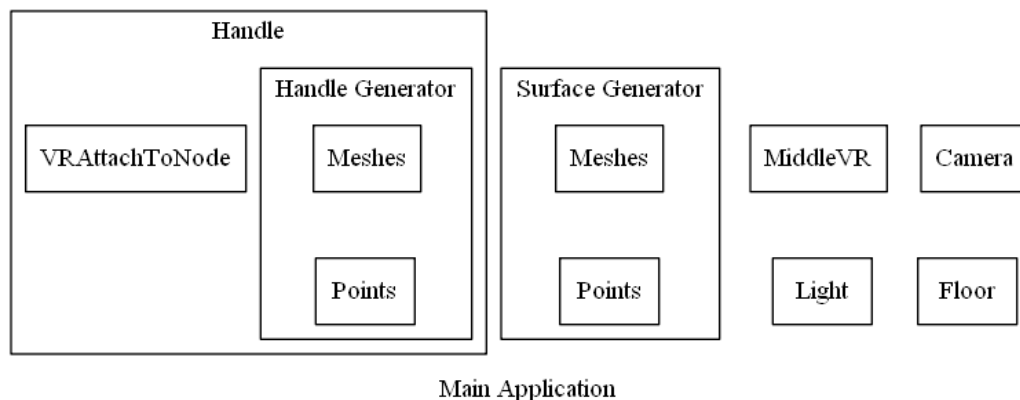 Handle
Handle Generator
Surface Generator
VRAttachToNode
Meshes
Meshes
MiddleVR
Camera
Points
Points
Light
Floor
Main Application